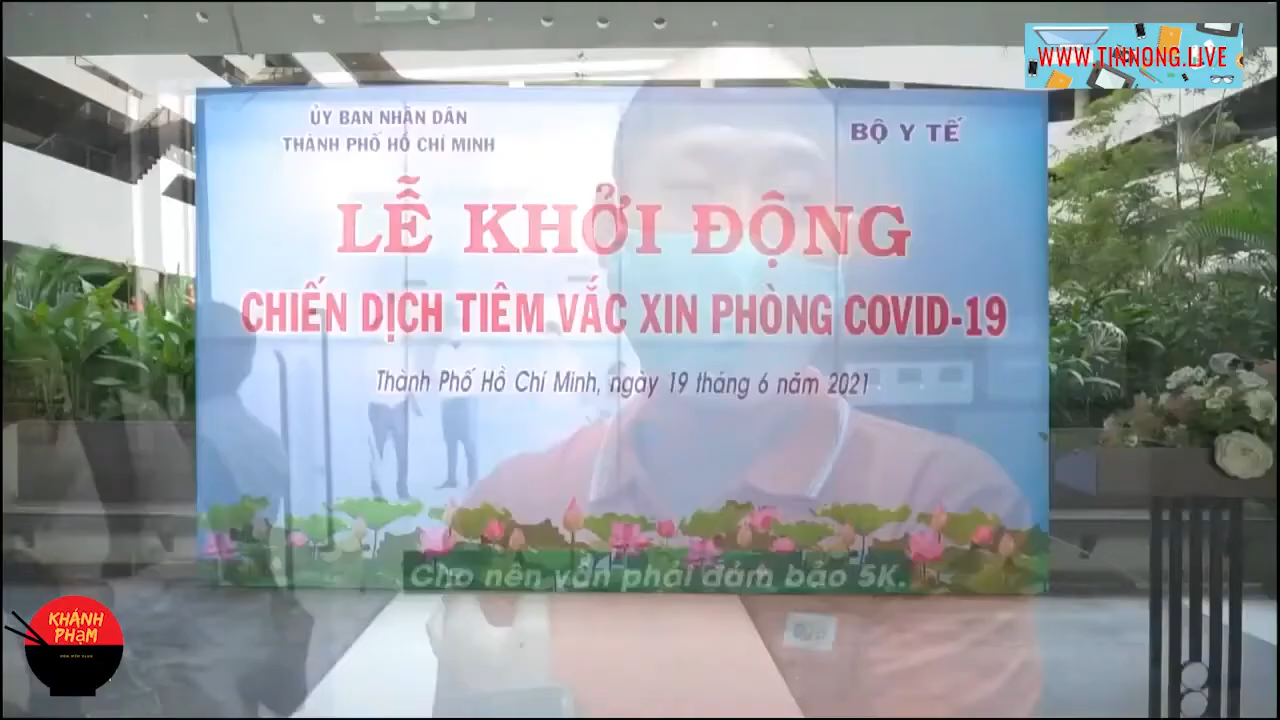 WWW.TINNONG.LIVE
ỦY BAN NHÂN DÂN
THÀNH PHỐ HỒ CHÍ MINH
BỘ Y TẾ
LỄ KHỞI ĐỘNG
CHIẾN DỊCH TIÊM VẮC XIN PHÒNG COVID-19
Thành Phố Hồ Chí Minh, ngày 19 tháng 6 năm 2021
Cho nên vẫn phải đảm bảo 5K.
KHÁNH
PHẠM